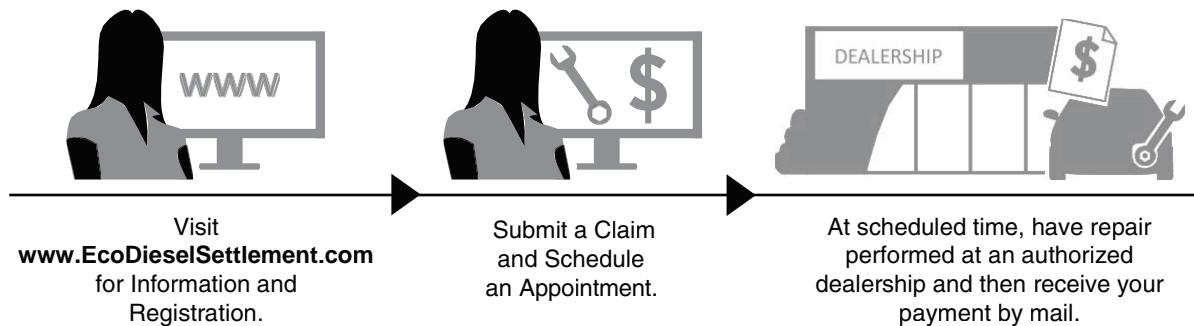 WWW
$
DEALERSHIP
$
Visit
www.EcoDieselSettlement.com
for Information and
Registration.
Submit a Claim
and Schedule
an Appointment.
At scheduled time, have repair
performed at an authorized
dealership and then receive your
payment by mail.